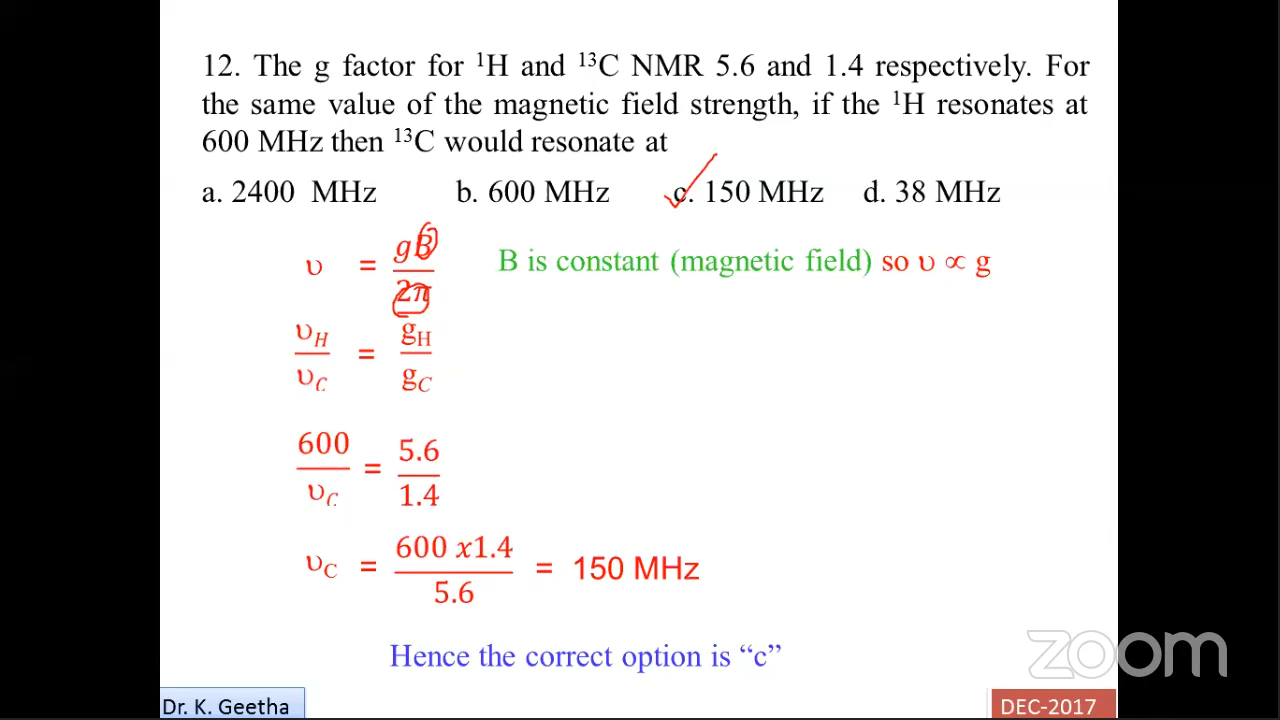 12. The g factor for ¹H and ¹³C NMR 5.6 and 1.4 respectively. For
the same value of the magnetic field strength, if the ¹H resonates at
600 MHz then ¹³C would resonate at
a. 2400 MHz b. 600 MHz c. 150 MHz d. 38 MHz
υ = gB/2π B is constant (magnetic field) so υ ∝ g
υH/υC = gH/gC
600/υC = 5.6/1.4
υC = 600 x1.4/5.6 = 150 MHz
Hence the correct option is “c”
zoom
Dr. K. Geetha DEC-2017